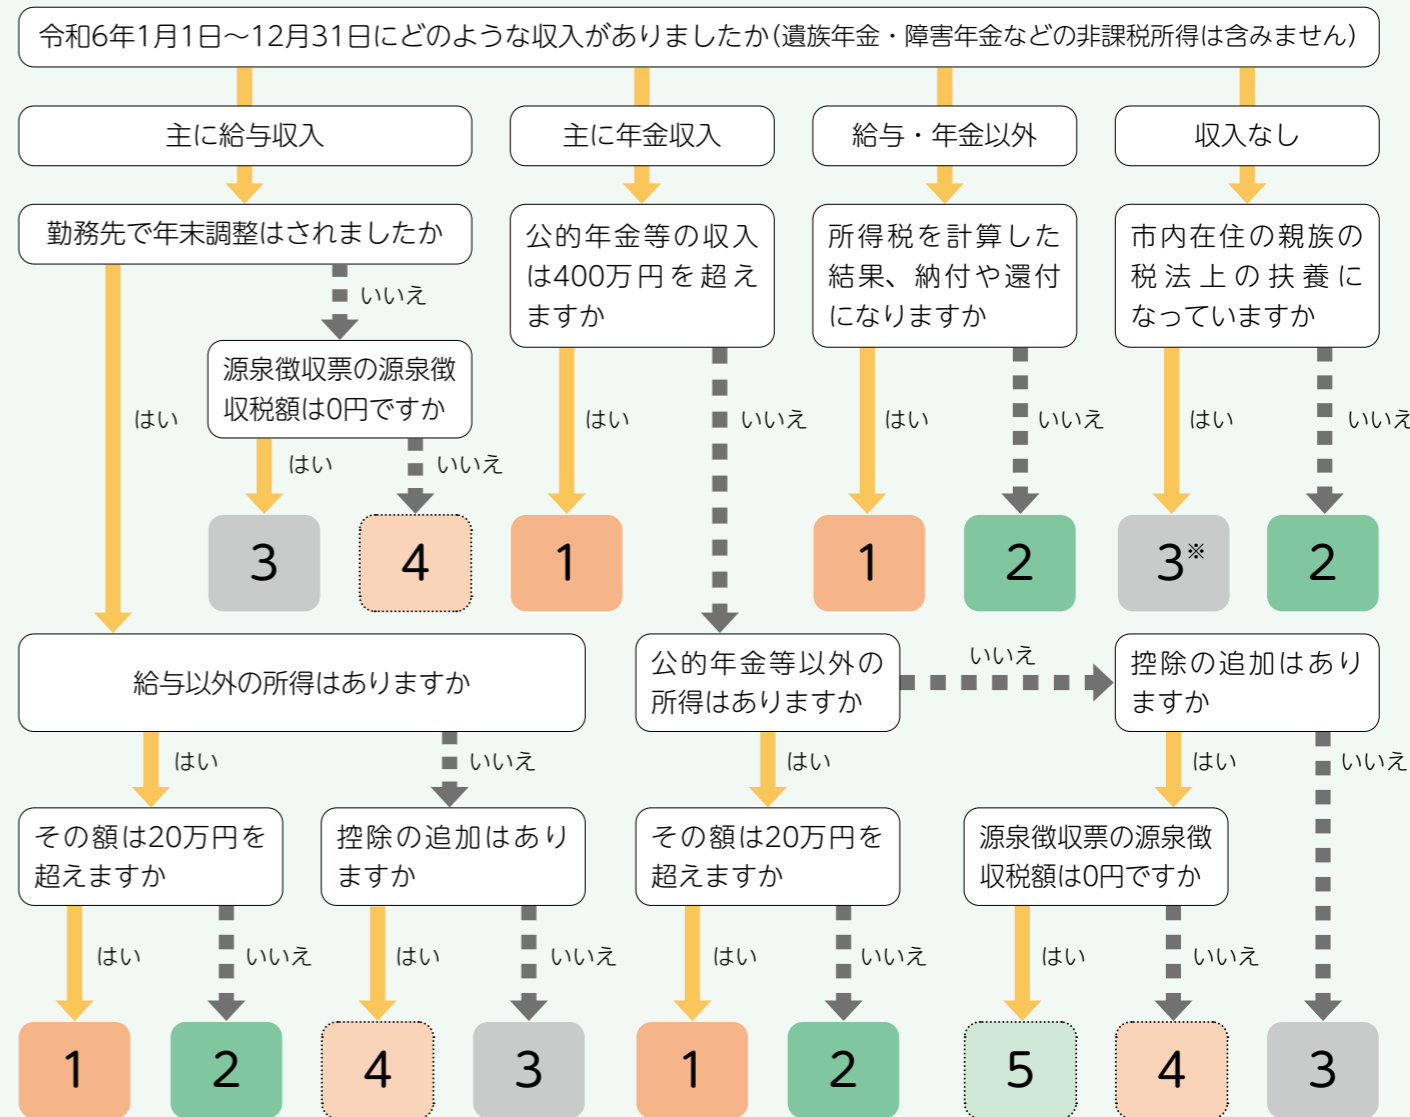 令和6年1月1日～12月31日にどのような収入がありましたか(遺族年金・障害年金などの非課税所得は含みません)
主に給与収入
主に年金収入
給与・年金以外
収入なし
勤務先で年末調整はされましたか
公的年金等の収入
は400万円を超え
ますか
所得税を計算した
結果、納付や還付
になりますか
市内在住の親族の
税法上の扶養に
なっていますか
いいえ
源泉徴収票の源泉徴
収税額は0円ですか
はい
はい
いいえ
はい
いいえ
はい
いいえ
はい
いいえ
3
4
1
1
2
3※
2
給与以外の所得はありますか
公的年金等以外の
所得はありますか
いいえ
控除の追加はあり
ますか
はい
いいえ
はい
はい
いいえ
その額は20万円を
超えますか
控除の追加はあり
ますか
その額は20万円を
超えますか
源泉徴収票の源泉徴
収税額は0円ですか
はい
いいえ
はい
いいえ
はい
いいえ
はい
いいえ
1
2
4
3
1
2
5
4
3